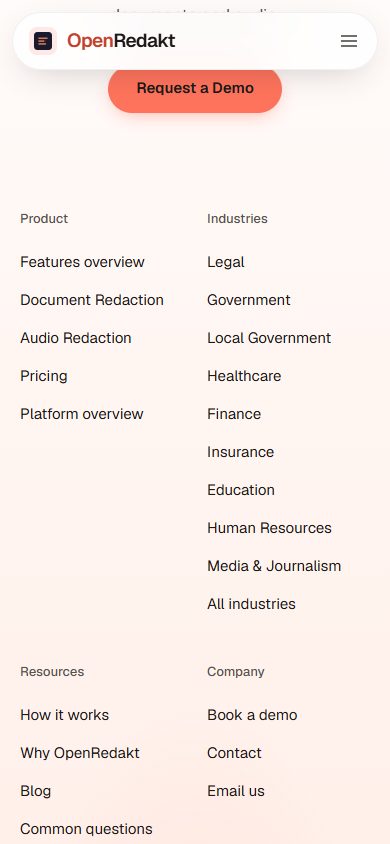 OpenRedakt
Request a Demo
Product
Features overview
Document Redaction
Audio Redaction
Pricing
Platform overview
Industries
Legal
Government
Local Government
Healthcare
Finance
Insurance
Education
Human Resources
Media & Journalism
All industries
Resources
How it works
Why OpenRedakt
Blog
Common questions
Company
Book a demo
Contact
Email us